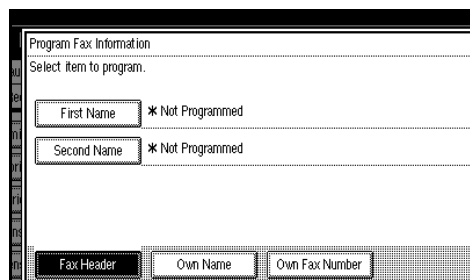 Program Fax Information
Select item to program.
First Name * Not Programmed
Second Name * Not Programmed
Fax Header Own Name Own Fax Number